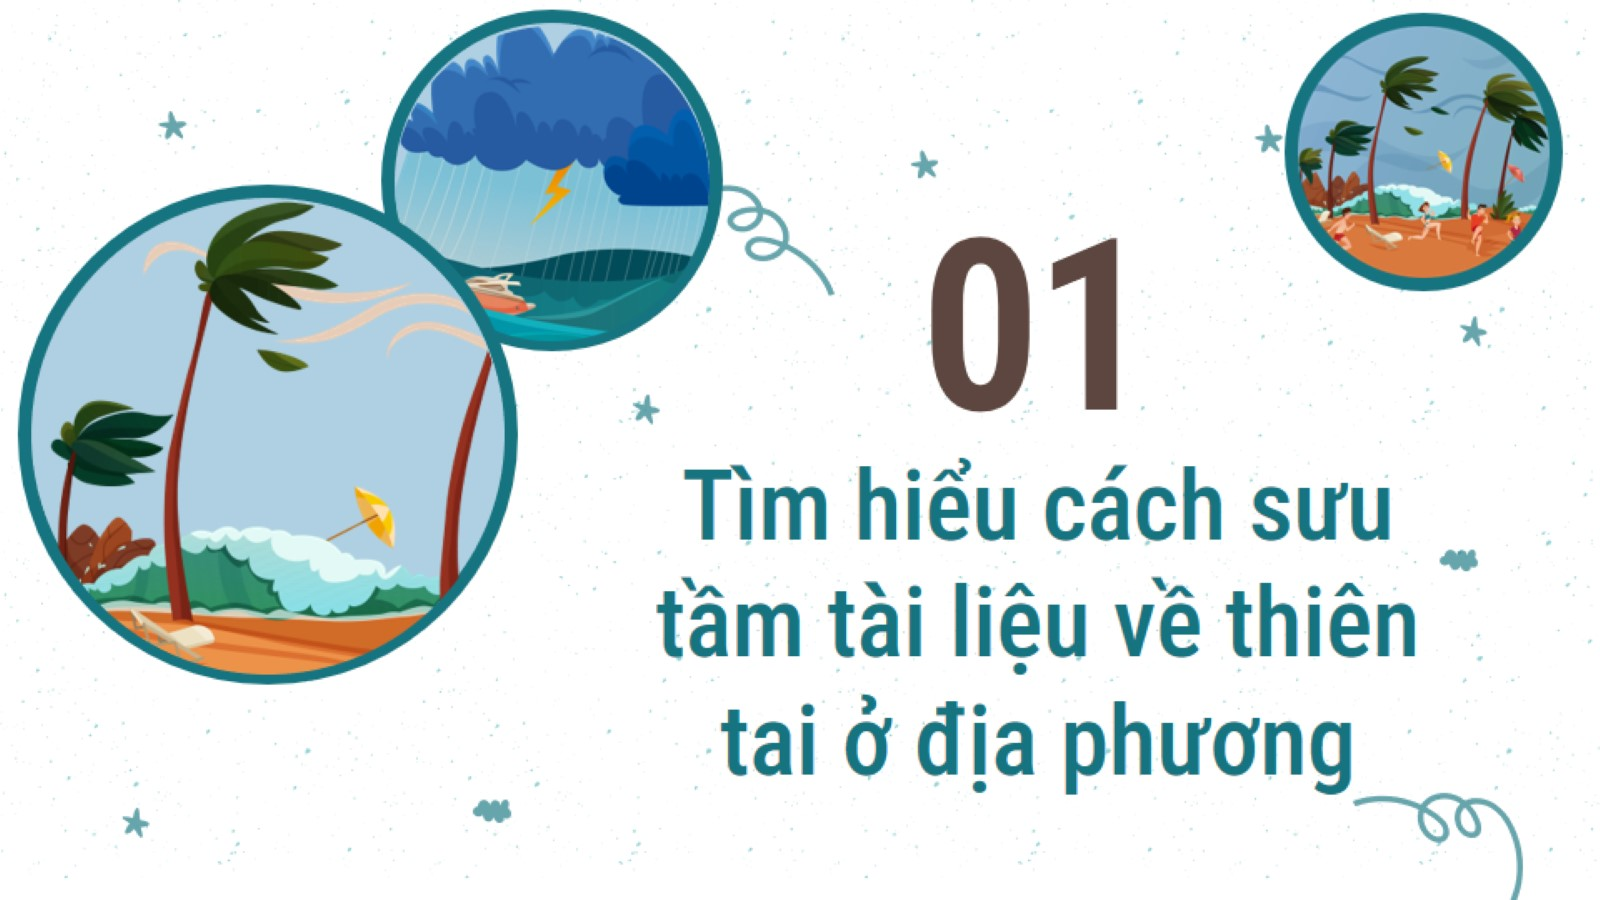 01
Tìm hiểu cách sưu
tầm tài liệu về thiên
tai ở địa phương